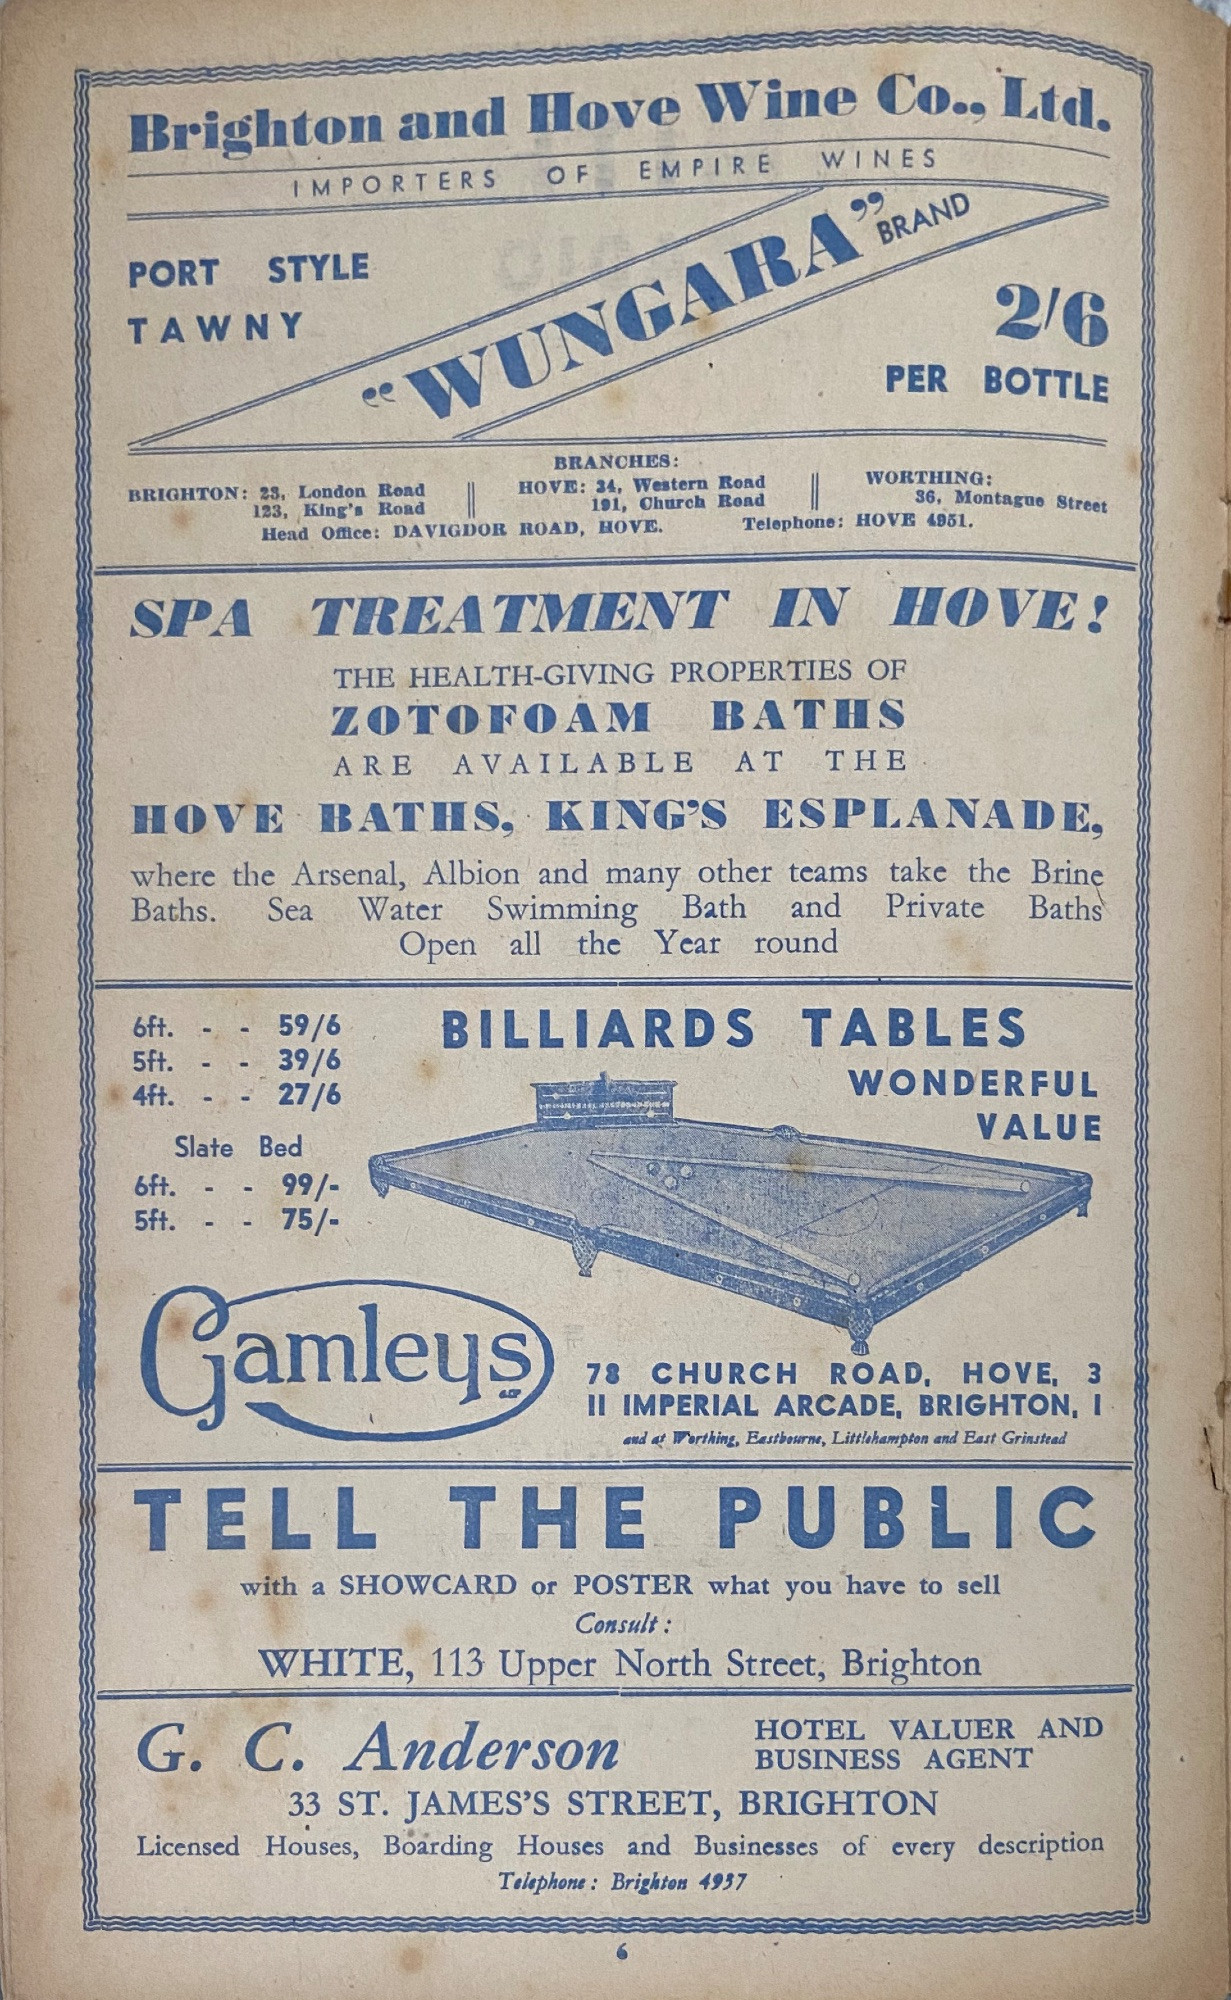 Brighton and Hove Wine Co., Ltd.
IMPORTERS OF EMPIRE WINES
PORT STYLE
TAWNY
"WUNGARA" BRAND
2/6
PER BOTTLE
BRANCHES:
BRIGHTON: 23, London Road
123, King's Road
HOVE: 34, Western Road
191, Church Road
WORTHING:
36, Montague Street
Head Office: DAVIGDOR ROAD, HOVE. Telephone: HOVE 4951.
SPA TREATMENT IN HOVE!
THE HEALTH-GIVING PROPERTIES OF
ZOTOFOAM BATHS
ARE AVAILABLE AT THE
HOVE BATHS, KING'S ESPLANADE,
where the Arsenal, Albion and many other teams take the Brine
Baths. Sea Water Swimming Bath and Private Baths
Open all the Year round
6ft. - - 59/6
5ft. - - 39/6
4ft. - - 27/6
Slate Bed
6ft. - - 99/-
5ft. - - 75/-
BILLIARDS TABLES
WONDERFUL
VALUE
Gamleys
78 CHURCH ROAD, HOVE, 3
11 IMPERIAL ARCADE, BRIGHTON, 1
and at Worthing, Eastbourne, Littlehampton and East Grinstead
TELL THE PUBLIC
with a SHOWCARD or POSTER what you have to sell
Consult:
WHITE, 113 Upper North Street, Brighton
G. C. Anderson
HOTEL VALUER AND
BUSINESS AGENT
33 ST. JAMES'S STREET, BRIGHTON
Licensed Houses, Boarding Houses and Businesses of every description
Telephone: Brighton 4937
6